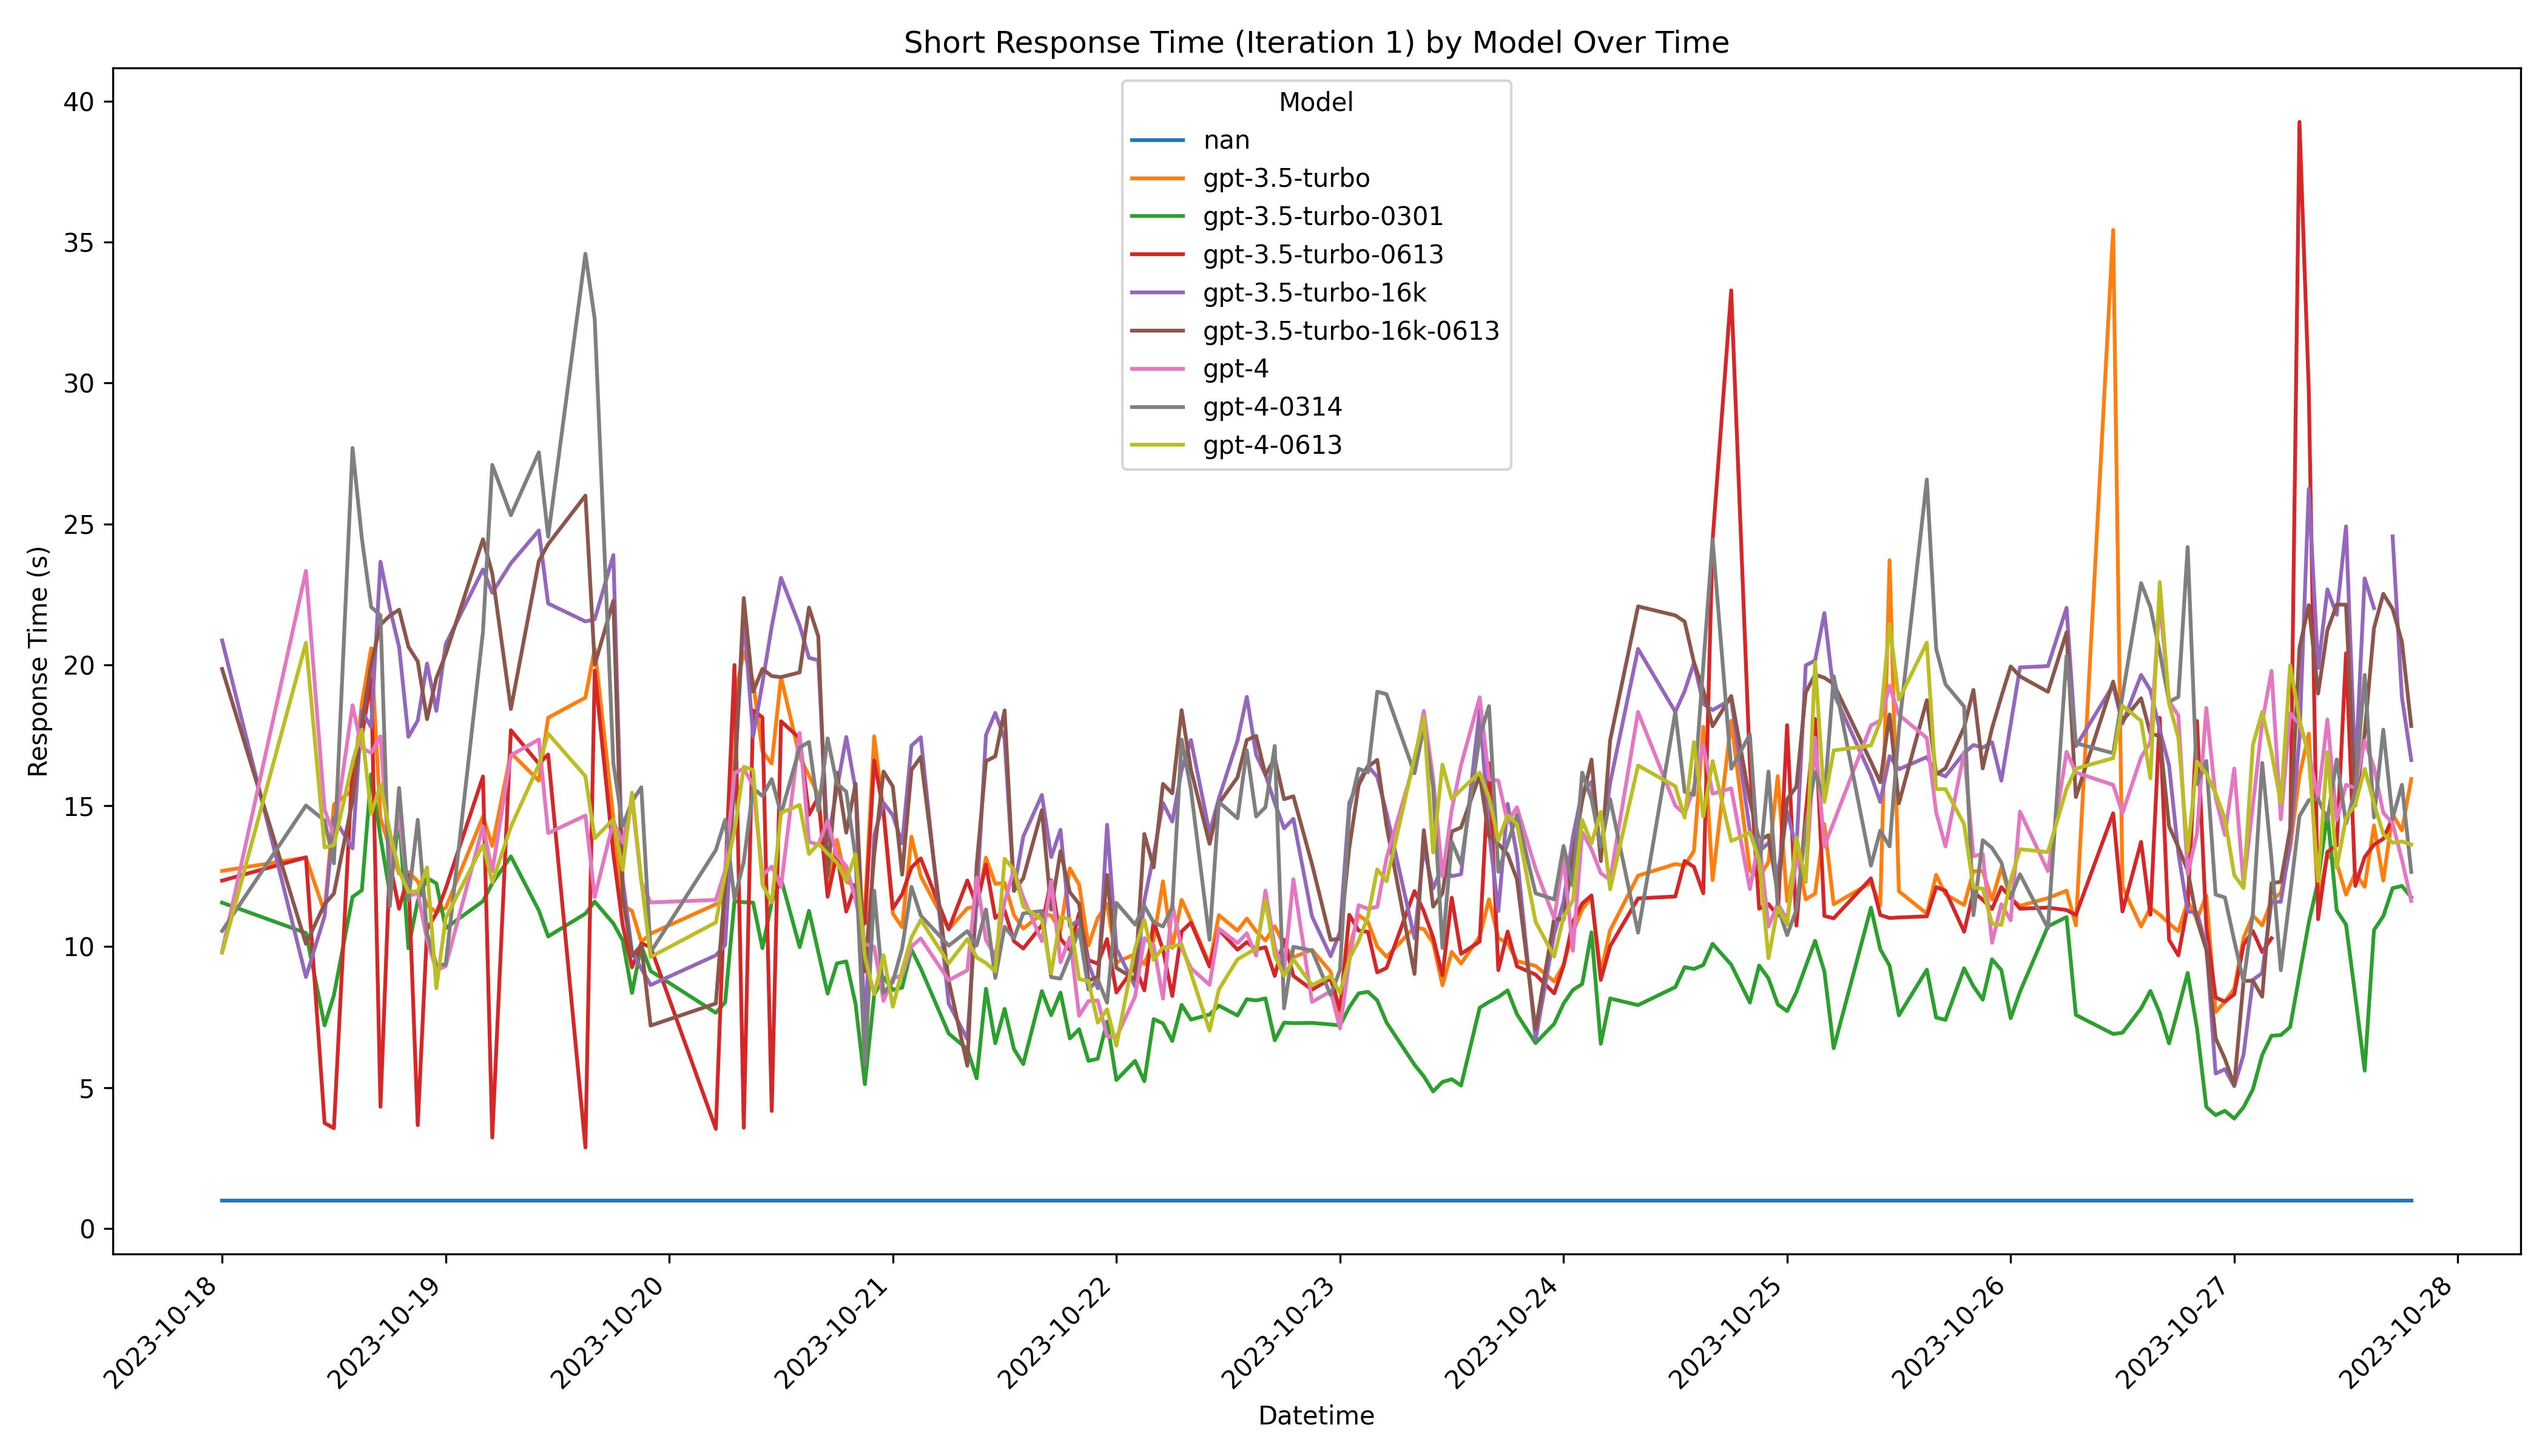 Short Response Time (Iteration 1) by Model Over Time
40
35
30
25
20
15
10
5
0
Response Time (s)
Model
nan
gpt-3.5-turbo
gpt-3.5-turbo-0301
gpt-3.5-turbo-0613
gpt-3.5-turbo-16k
gpt-3.5-turbo-16k-0613
gpt-4
gpt-4-0314
gpt-4-0613
2023-10-18
2023-10-19
2023-10-20
2023-10-21
2023-10-22
2023-10-23
2023-10-24
2023-10-25
2023-10-26
2023-10-27
2023-10-28
Datetime